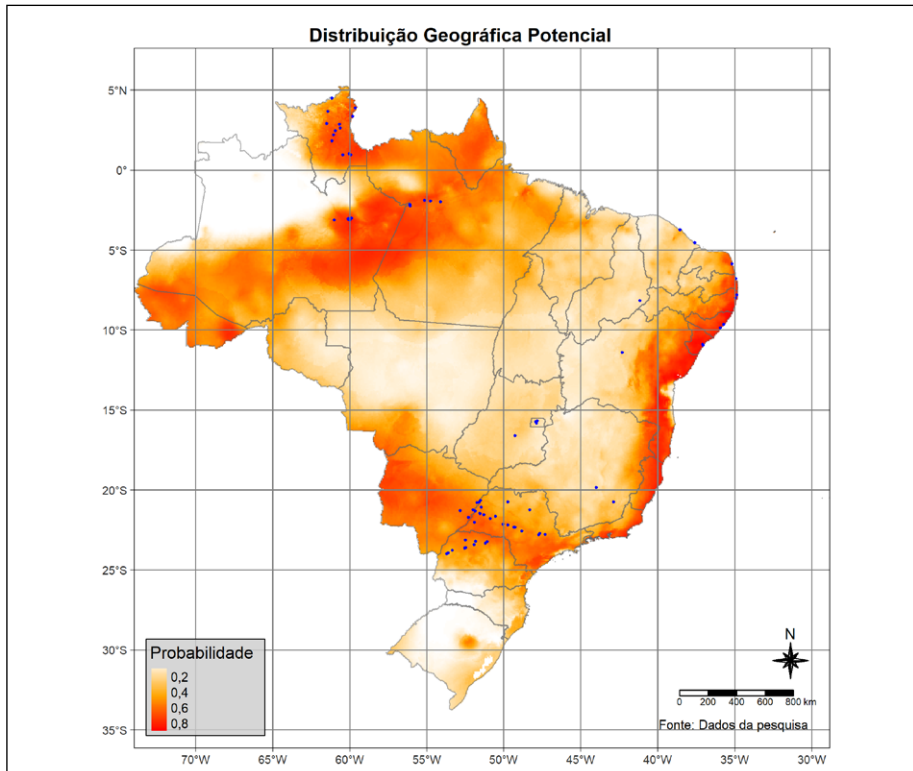 Distribuição Geográfica Potencial
5°N
0°
5°S
10°S
15°S
20°S
25°S
30°S
35°S
Probabilidade
0,2
0,4
0,6
0,8
N
0 200 400 600 800 km
Fonte: Dados da pesquisa
70°W 65°W 60°W 55°W 50°W 45°W 40°W 35°W 30°W